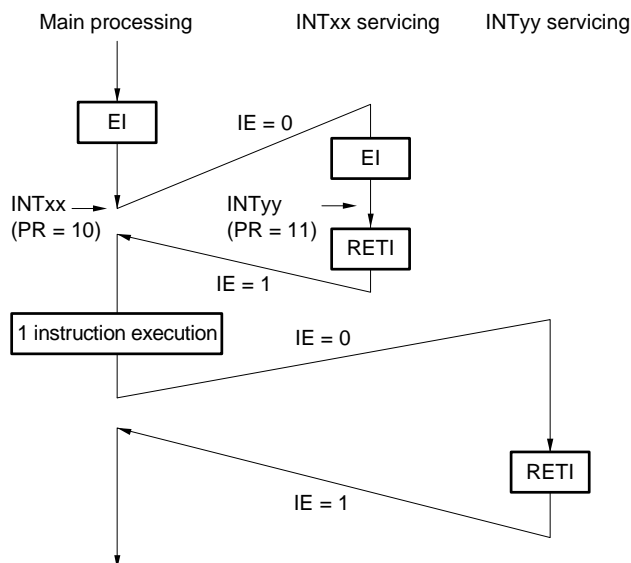 Main processing
INTxx servicing
INTyy servicing
EI
IE = 0
EI
INTxx
(PR = 10)
INTyy
(PR = 11)
RETI
IE = 1
1 instruction execution
IE = 0
RETI
IE = 1